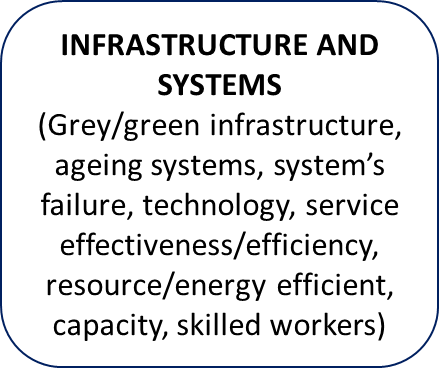 INFRASTRUCTURE AND
SYSTEMS
(Grey/green infrastructure,
ageing systems, system’s
failure, technology, service
effectiveness/efficiency,
resource/energy efficient,
capacity, skilled workers)